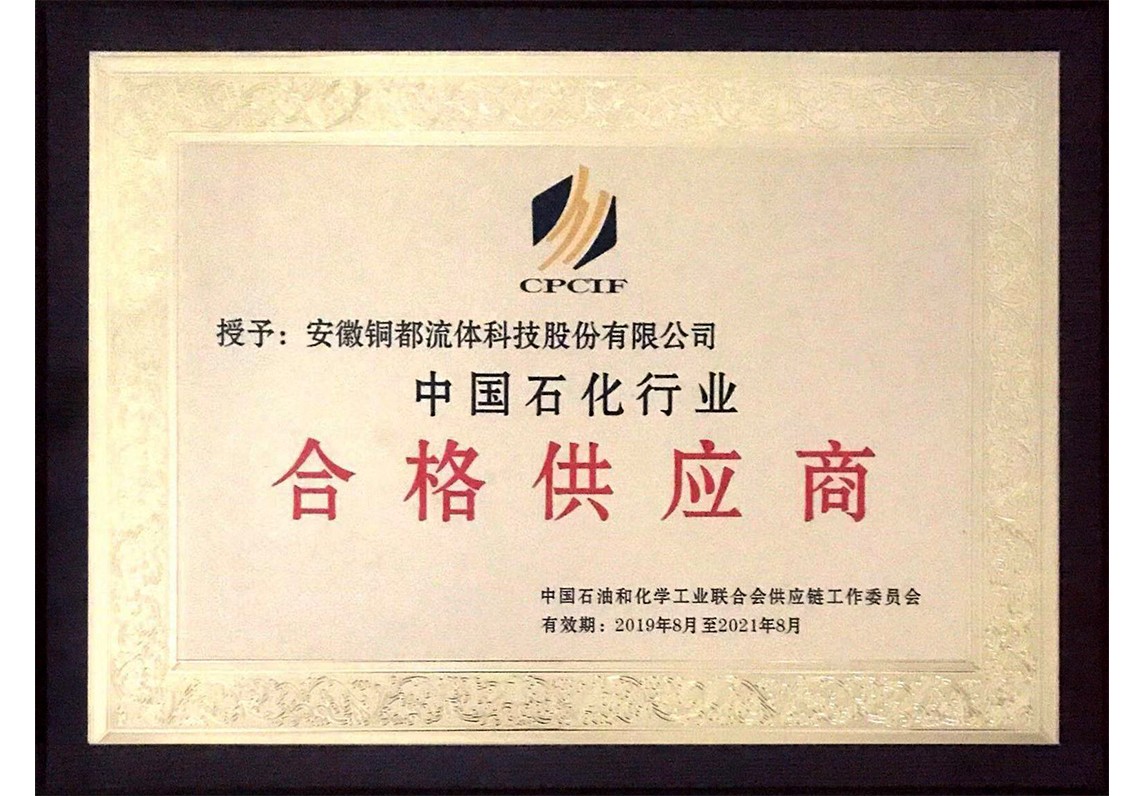 CPCIF
授予：安徽铜都流体科技股份有限公司
中国石化行业
合格供应商
中国石油和化学工业联合会供应链工作委员会
有效期：2019年8月至2021年8月